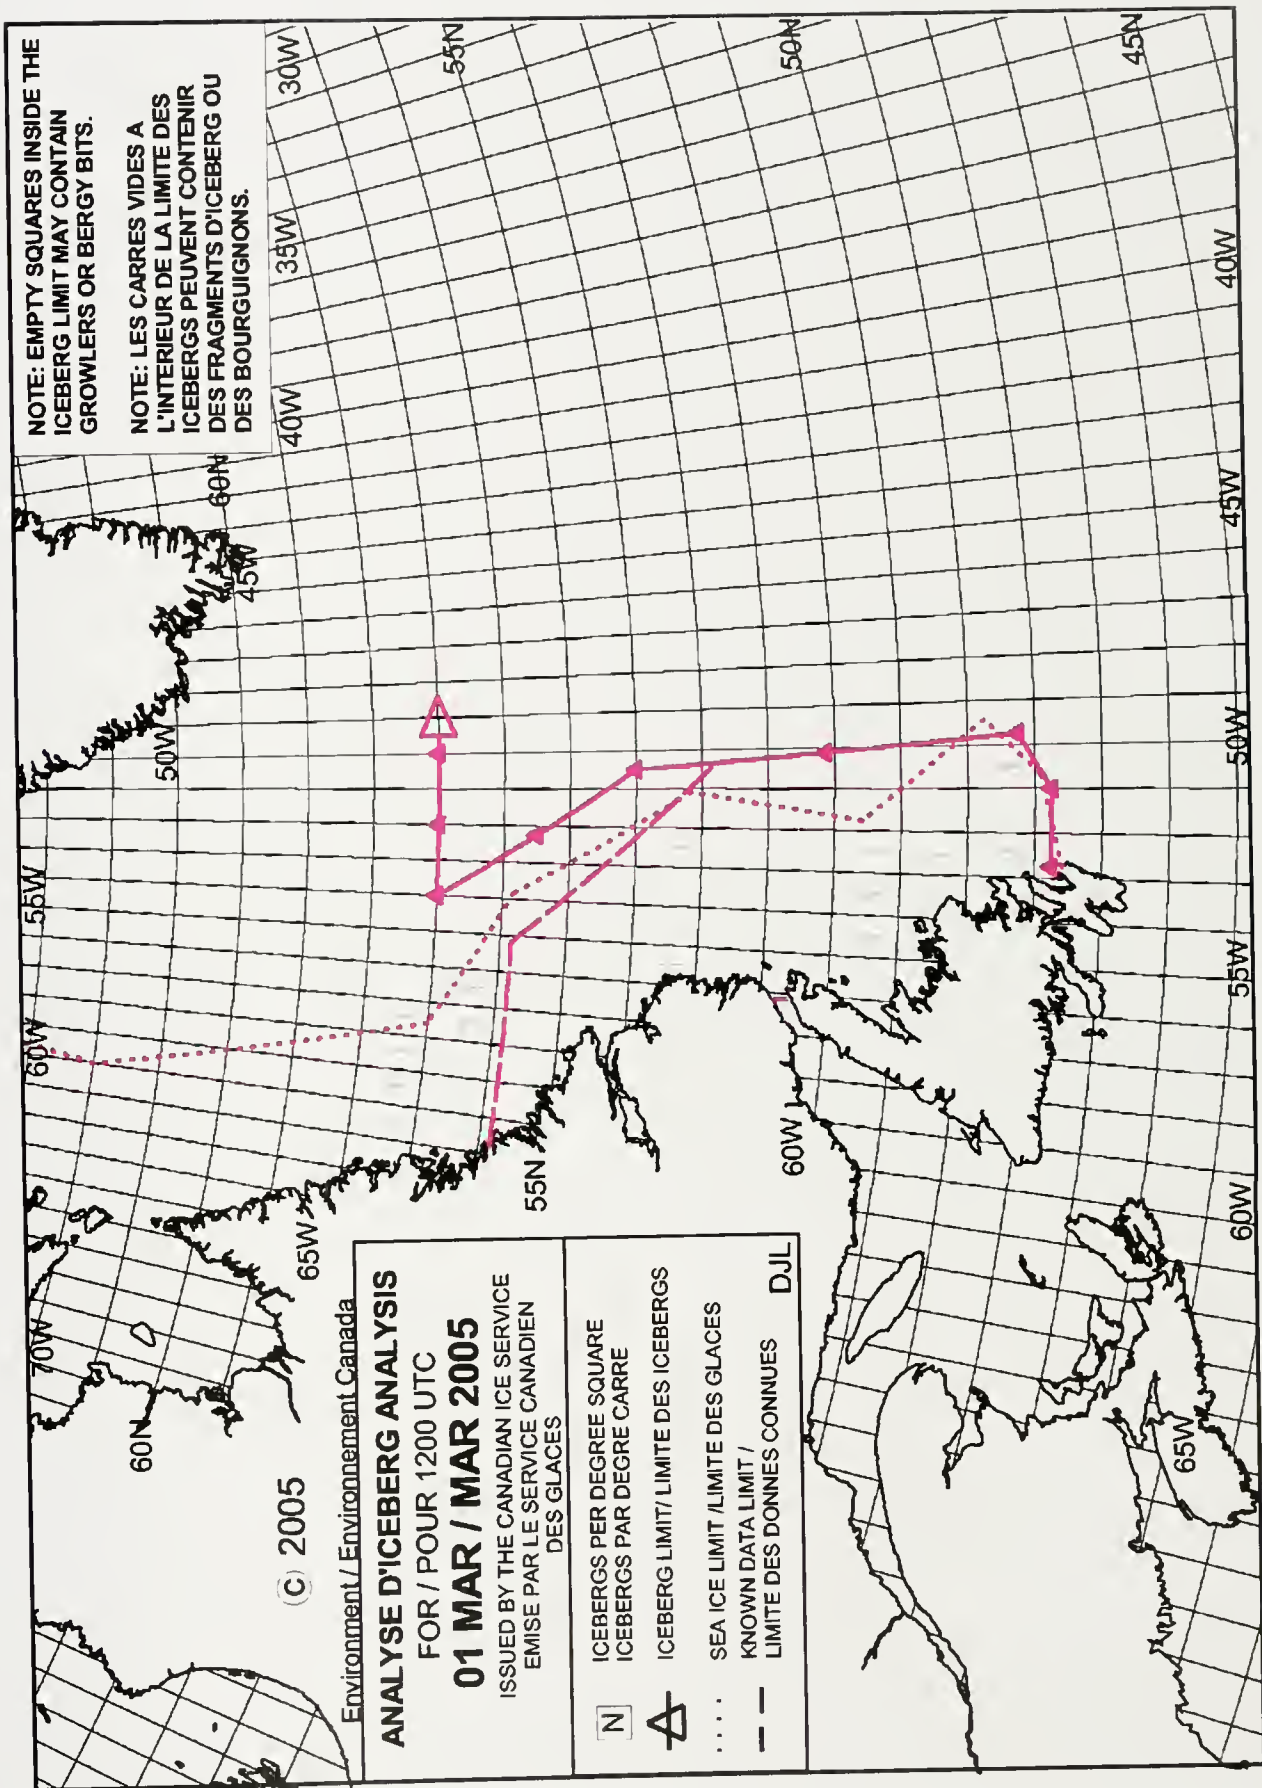 NOTE: EMPTY SQUARES INSIDE THE
ICEBERG LIMIT MAY CONTAIN
GROWLERS OR BERGY BITS.
NOTE: LES CARRES VIDES A
L'INTERIEUR DE LA LIMITE DES
ICEBERGS PEUVENT CONTENIR
DES FRAGMENTS D'ICEBERG OU
DES BOURGUIGNONS.
30W
35W
40W
55N
50N
45N
60N
45W
50W
55W
60W
65W
70W
60N
55N
60W
40W
45W
50W
55W
60W
65W
(C) 2005
Environment / Environnement Canada
ANALYSE D'ICEBERG ANALYSIS
FOR / POUR 1200 UTC
01 MAR / MAR 2005
ISSUED BY THE CANADIAN ICE SERVICE
EMISE PAR LE SERVICE CANADIEN
DES GLACES
N ICEBERGS PER DEGREE SQUARE
ICEBERGS PAR DEGRE CARRE
ICEBERG LIMIT/ LIMITE DES ICEBERGS
SEA ICE LIMIT /LIMITE DES GLACES
KNOWN DATA LIMIT /
LIMITE DES DONNES CONNUES
DJL